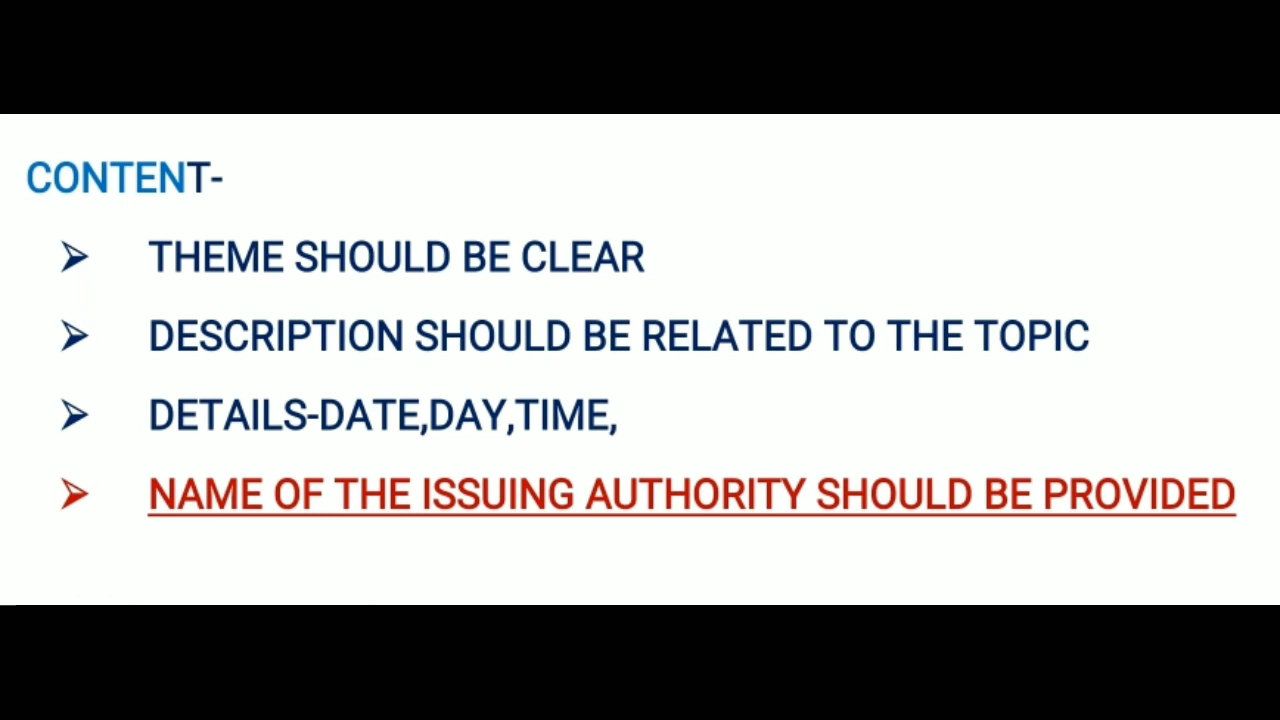 CONTENT-
THEME SHOULD BE CLEAR
DESCRIPTION SHOULD BE RELATED TO THE TOPIC
DETAILS-DATE,DAY,TIME,
NAME OF THE ISSUING AUTHORITY SHOULD BE PROVIDED